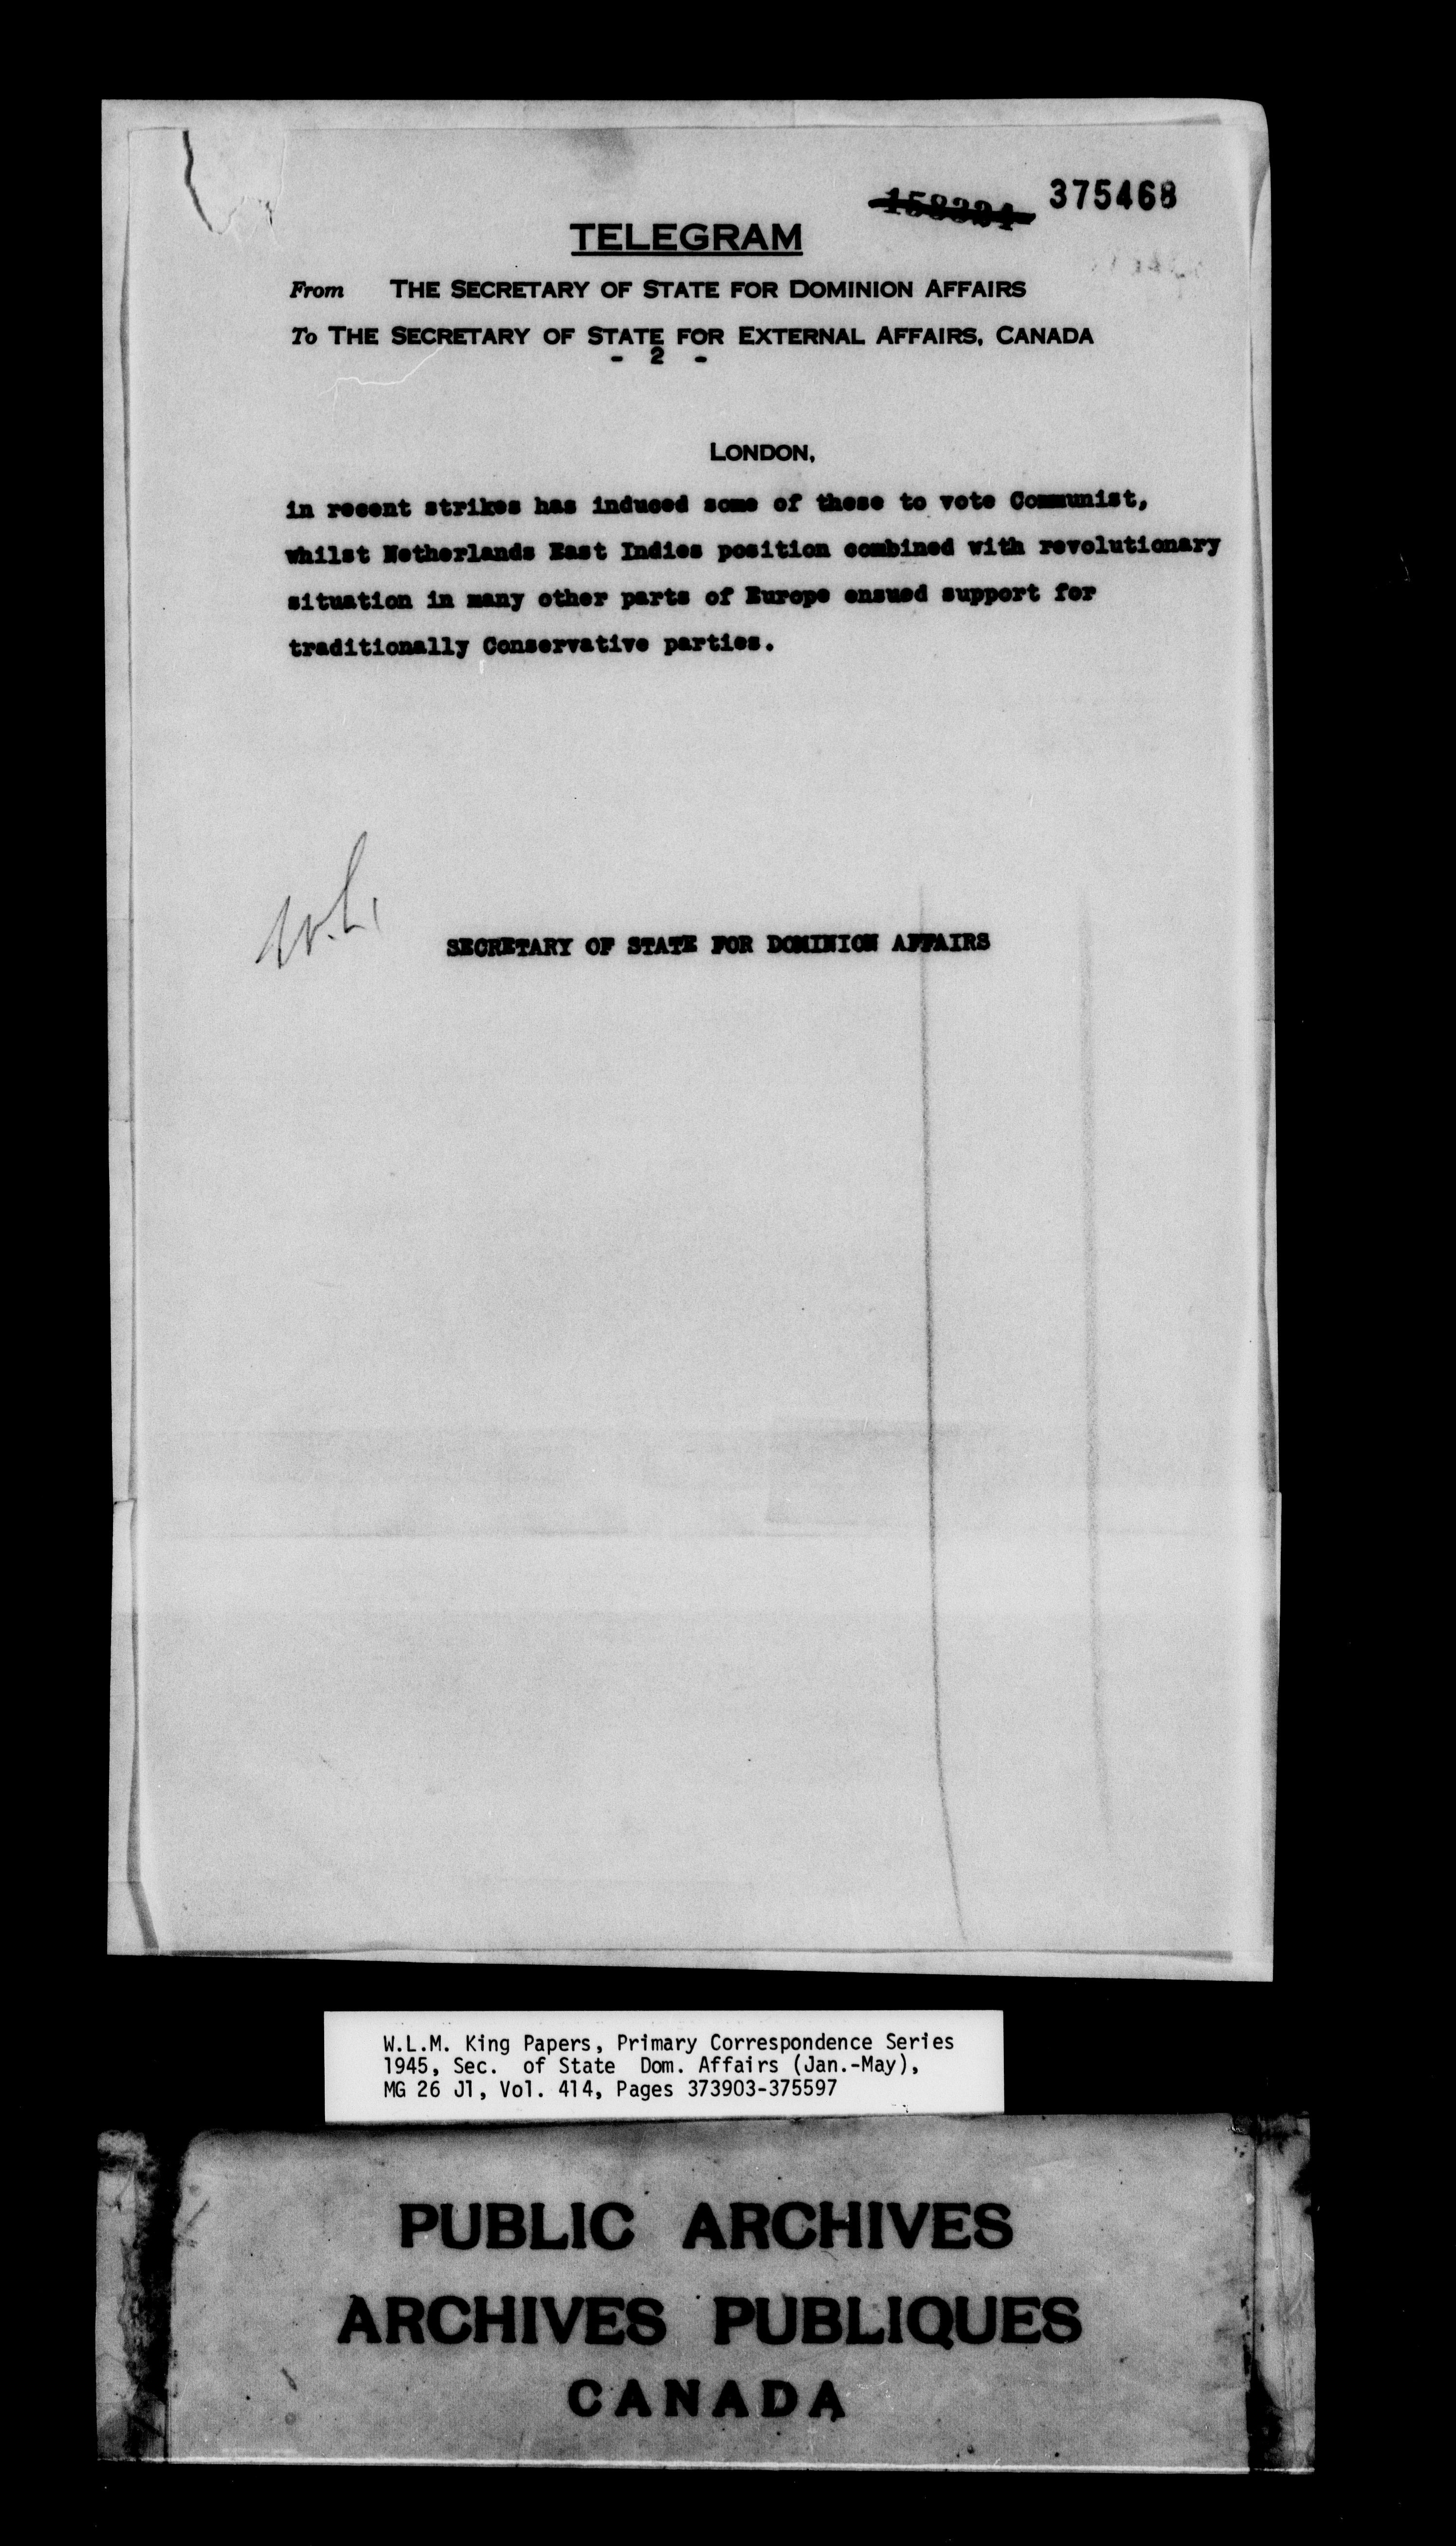 375468
TELEGRAM
From THE SECRETARY OF STATE FOR DOMINION AFFAIRS
To THE SECRETARY OF STATE FOR EXTERNAL AFFAIRS, CANADA
- 2 -
LONDON,
in recent strikes has induced some of these to vote Communist,
whilst Netherlands East Indies position combined with revolutionary
situation in many other parts of Europe ensued support for
traditionally Conservative parties.
SECRETARY OF STATE FOR DOMINION AFFAIRS
W.L.M. King Papers, Primary Correspondence Series
1945, Sec. of State Dom. Affairs (Jan.-May),
MG 26 J1, Vol. 414, Pages 373903-375597
PUBLIC ARCHIVES
ARCHIVES PUBLIQUES
CANADA